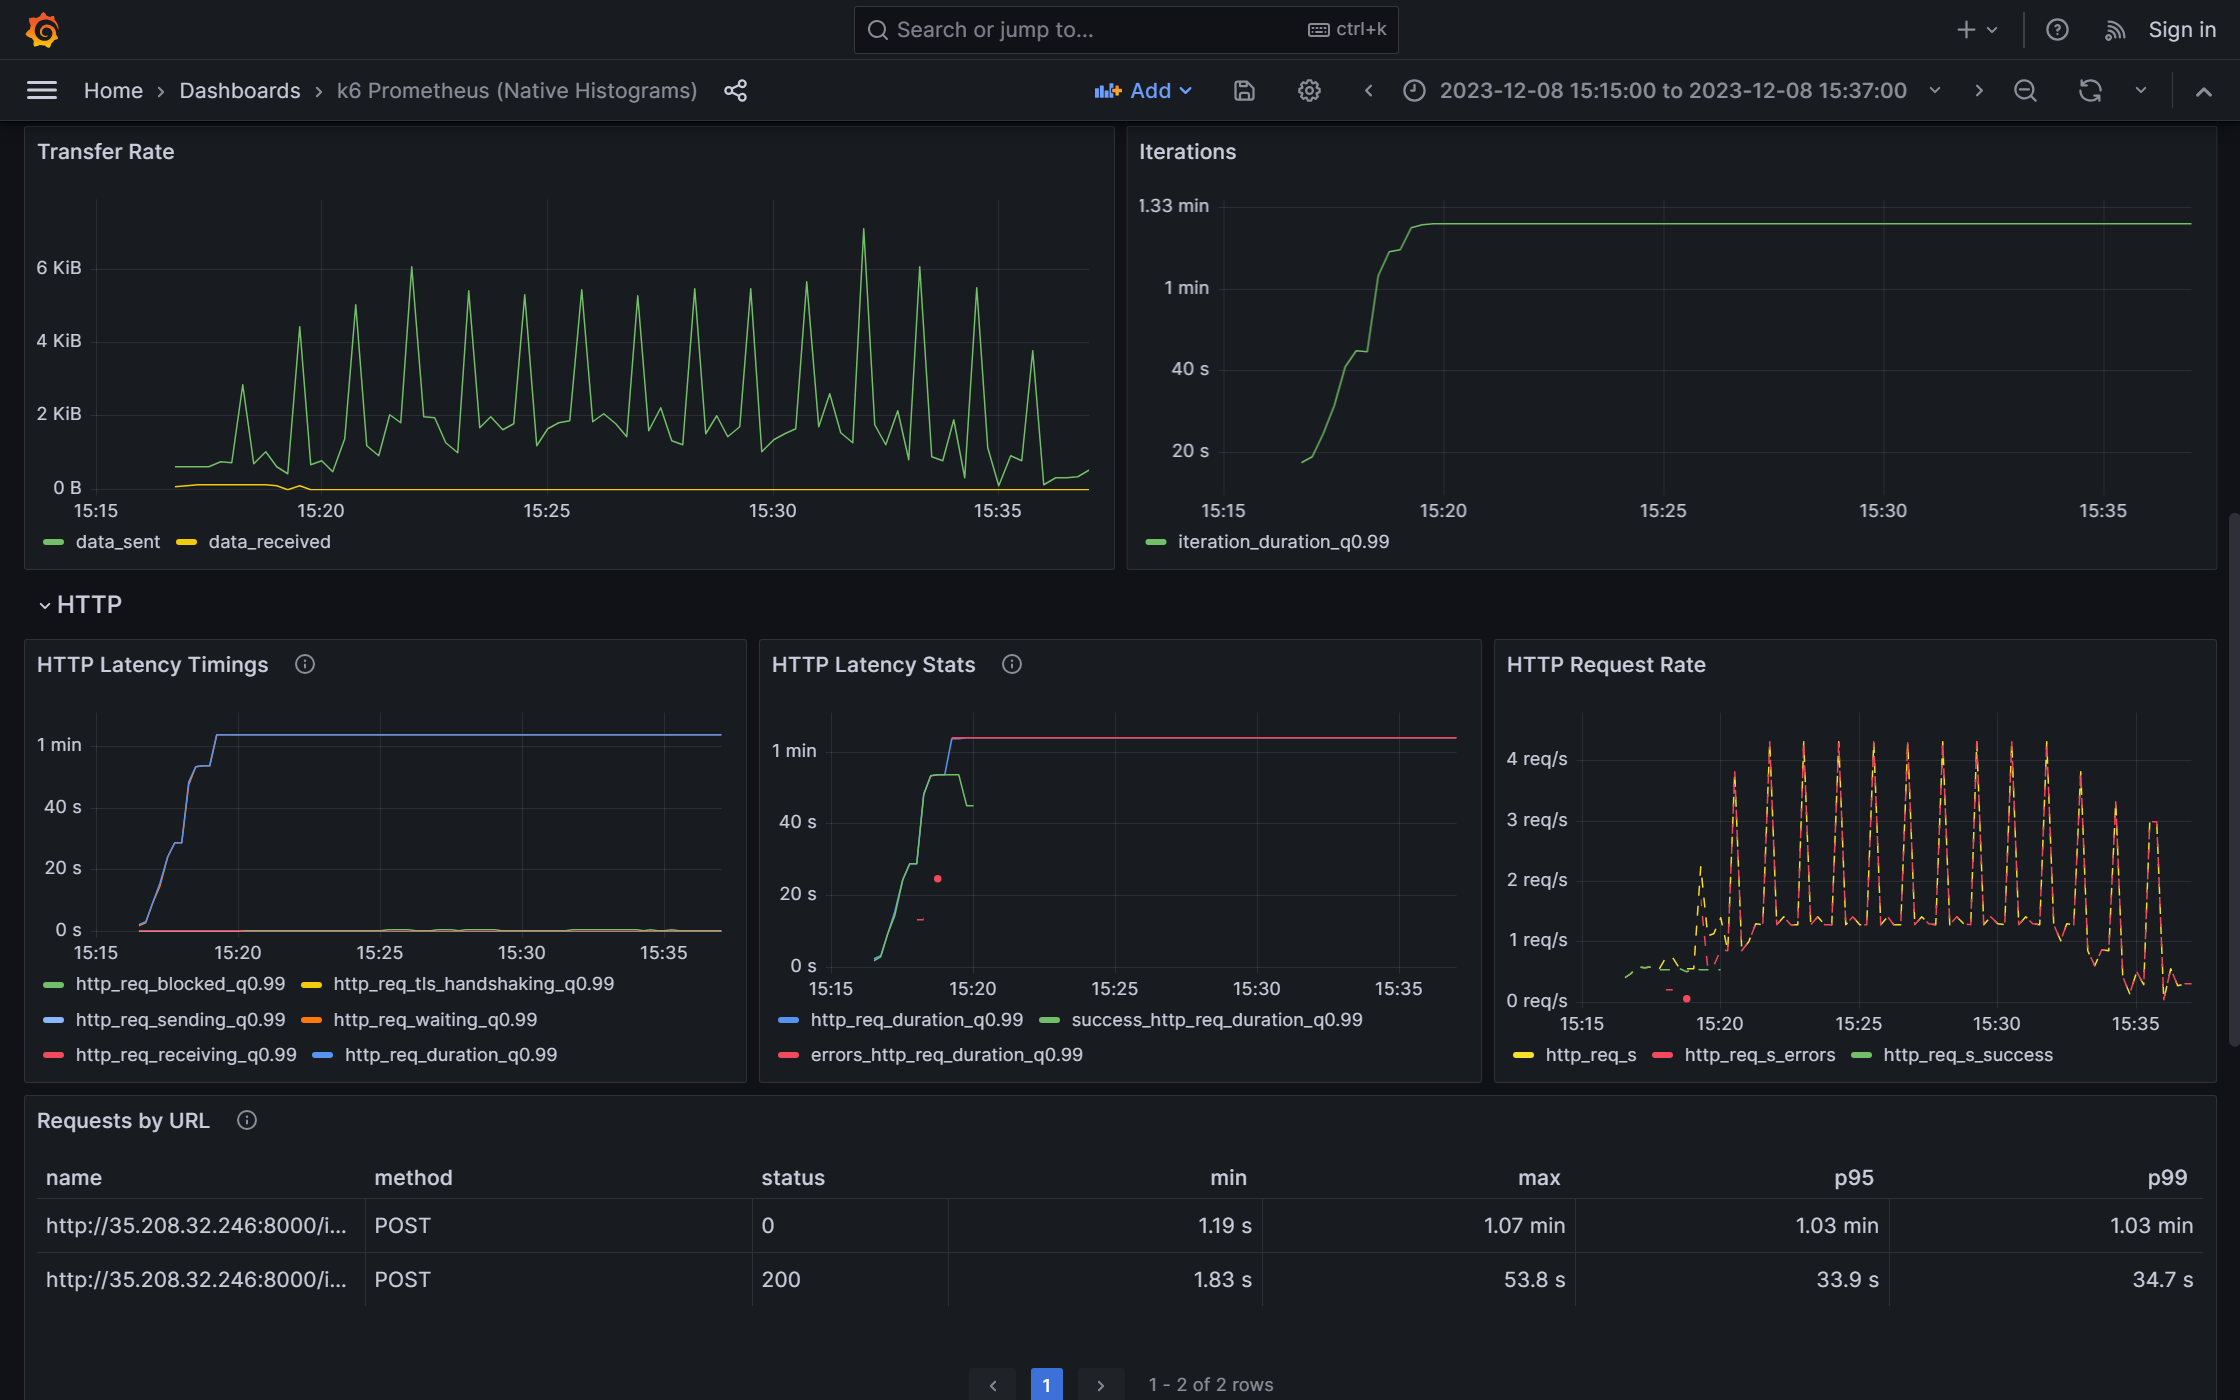 Search or jump to... ctrl+k Sign in
Home Dashboards k6 Prometheus (Native Histograms) Add 2023-12-08 15:15:00 to 2023-12-08 15:37:00
Transfer Rate
6 KiB
4 KiB
2 KiB
0 B
15:15 15:20 15:25 15:30 15:35
data_sent data_received
Iterations
1.33 min
1 min
40 s
20 s
15:15 15:20 15:25 15:30 15:35
iteration_duration_q0.99
HTTP
HTTP Latency Timings
1 min
40 s
20 s
0 s
15:15 15:20 15:25 15:30 15:35
http_req_blocked_q0.99 http_req_tls_handshaking_q0.99
http_req_sending_q0.99 http_req_waiting_q0.99
http_req_receiving_q0.99 http_req_duration_q0.99
HTTP Latency Stats
1 min
40 s
20 s
0 s
15:15 15:20 15:25 15:30 15:35
http_req_duration_q0.99 success_http_req_duration_q0.99
errors_http_req_duration_q0.99
HTTP Request Rate
4 req/s
3 req/s
2 req/s
1 req/s
0 req/s
15:15 15:20 15:25 15:30 15:35
http_req_s http_req_s_errors http_req_s_success
Requests by URL
name method status min max p95 p99
http://35.208.32.246:8000/i... POST 0 1.19 s 1.07 min 1.03 min 1.03 min
http://35.208.32.246:8000/i... POST 200 1.83 s 53.8 s 33.9 s 34.7 s
1 1 - 2 of 2 rows